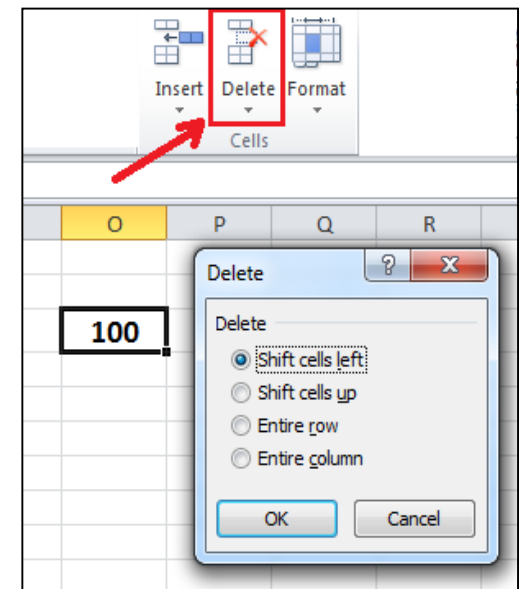 Insert Delete Format
Cells
O P Q R
Delete
100
Delete
Shift cells left
Shift cells up
Entire row
Entire column
OK Cancel